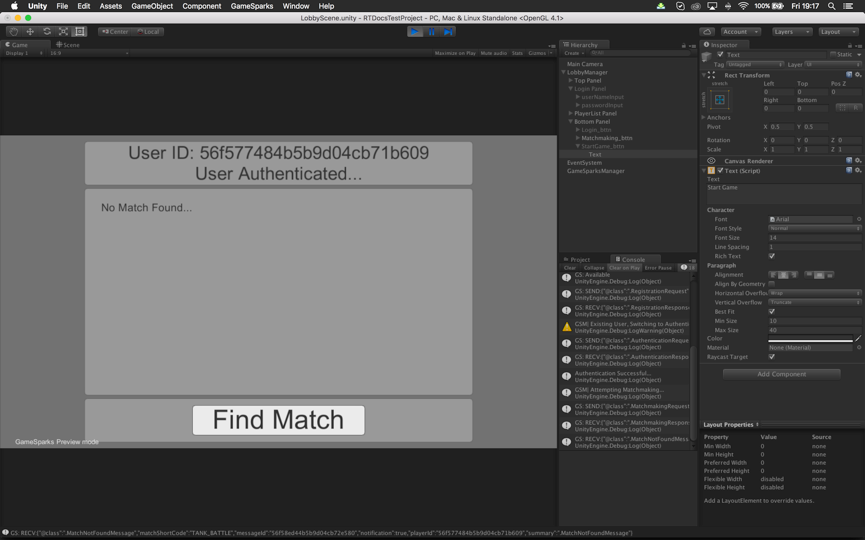 Unity File Edit Assets GameObject Component GameSparks Window Help 100% Fri 19:17
LobbyScene.unity - RTDocsTestProject - PC, Mac & Linux Standalone <OpenGL 4.1>
Center Local Account Layers Layout
Game Scene
Display 1 16:9 Maximize on Play Mute audio Stats Gizmos
User ID: 56f577484b5b9d04cb71b609
User Authenticated...
No Match Found...
Find Match
GameSparks Preview mode
Hierarchy
Create
Main Camera
LobbyManager
Top Panel
Login Panel
userNameInput
passwordInput
PlayerList Panel
Bottom Panel
Login_btn
Matchmaking_btn
StartGame_btn
Text
EventSystem
GameSparksManager
Project Console
Clear Collapse Clear on Play Error Pause
GS: Available
UnityEngine.Debug:Log(Object)
GS: SEND:{"@class":".RegistrationRequest"
UnityEngine.Debug:Log(Object)
GS: RECV:{"@class":".RegistrationRespon
UnityEngine.Debug:Log(Object)
GSM: Existing User, Switching to Authenti
UnityEngine.Debug:LogWarning(Object)
GS: SEND:{"@class":".AuthenticationReque
UnityEngine.Debug:Log(Object)
GS: RECV:{"@class":".AuthenticationRespo
UnityEngine.Debug:Log(Object)
Authentication Successful...
UnityEngine.Debug:Log(Object)
GSM: Attempting Matchmaking...
UnityEngine.Debug:Log(Object)
GS: SEND:{"@class":".MatchmakingRequest
UnityEngine.Debug:Log(Object)
GS: RECV:{"@class":".MatchmakingRespon
UnityEngine.Debug:Log(Object)
GS: RECV:{"@class":".MatchNotFoundMess
UnityEngine.Debug:Log(Object)
Inspector
Text Static
Tag Untagged Layer UI
Rect Transform
stretch Left Top Pos Z
stretch 0 0 0
Right Bottom
0 0
Anchors
Pivot X 0.5 Y 0.5
Rotation X 0 Y 0 Z 0
Scale X 1 Y 1 Z 1
Canvas Renderer
Text (Script)
Text
Start Game
Character
Font Arial
Font Style Normal
Font Size 14
Line Spacing 1
Rich Text
Paragraph
Alignment
Align By Geometry
Horizontal Overflow Wrap
Vertical Overflow Truncate
Best Fit
Min Size 10
Max Size 40
Color
Material None (Material)
Raycast Target
Add Component
Layout Properties
Property Value Source
Min Width 0 none
Min Height 0 none
Preferred Width 0 none
Preferred Height 0 none
Flexible Width disabled none
Flexible Height disabled none
Add a LayoutElement to override values.
GS: RECV:{"@class":".MatchNotFoundMessage","matchShortCode":"TANK_BATTLE","messageId":"56f58ed44b5b9d04cb72e580","notification":true,"playerId":"56f577484b5b9d04cb71b609","summary":".MatchNotFoundMessage"}